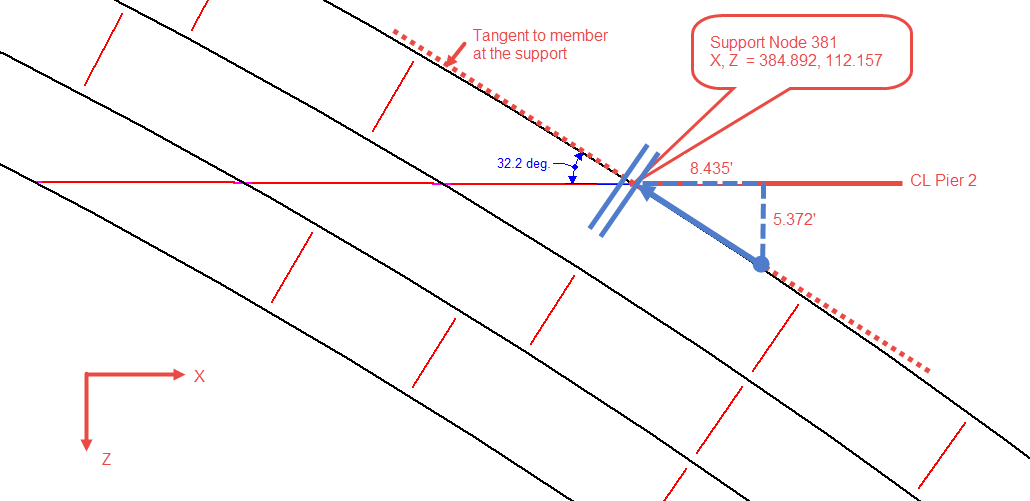 Tangent to member
at the support
Support Node 381
X, Z = 384.892, 112.157
32.2 deg.
8.435'
CL Pier 2
5.372'
X
Z